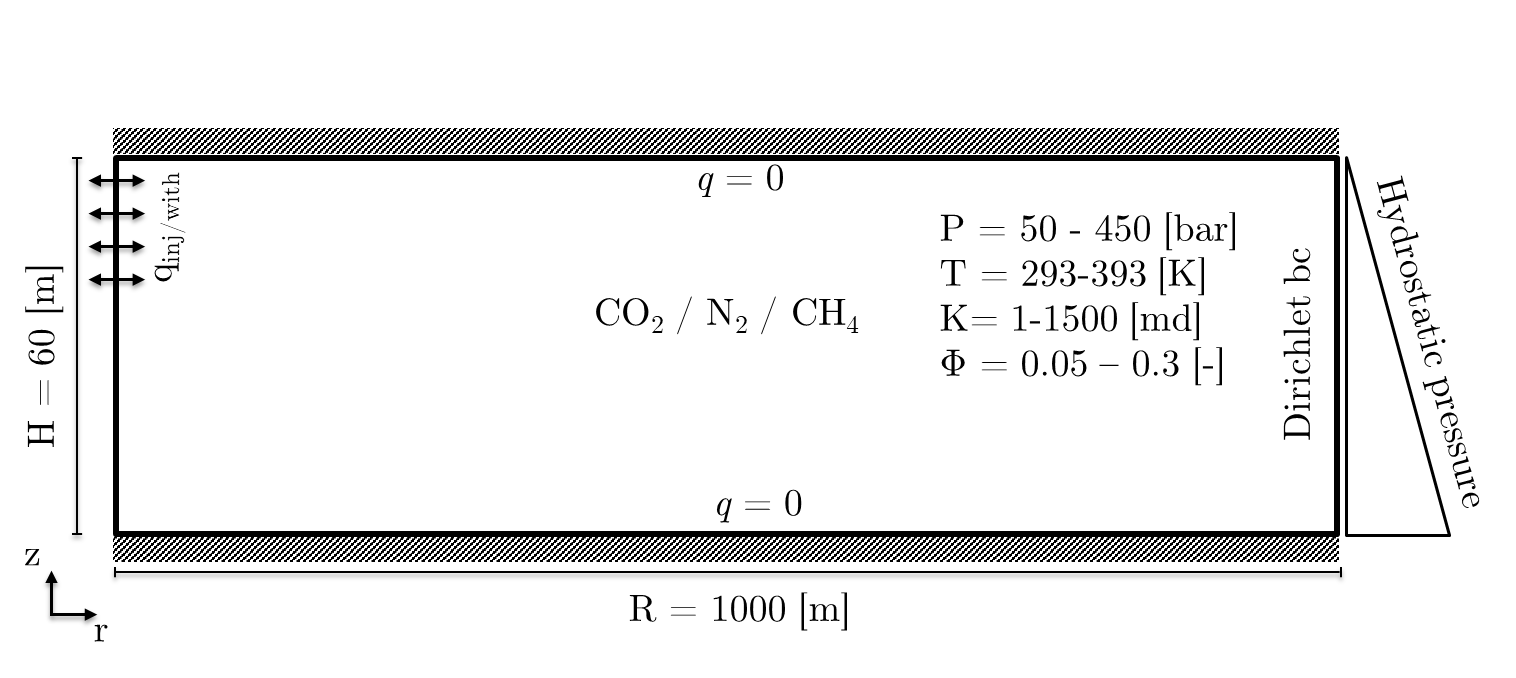 q = 0
q_inj/with
P = 50 - 450 [bar]
T = 293-393 [K]
K= 1-1500 [md]
Φ = 0.05 – 0.3 [-]
CO₂ / N₂ / CH₄
H = 60 [m]
Dirichlet bc
Hydrostatic pressure
q = 0
z
r
R = 1000 [m]